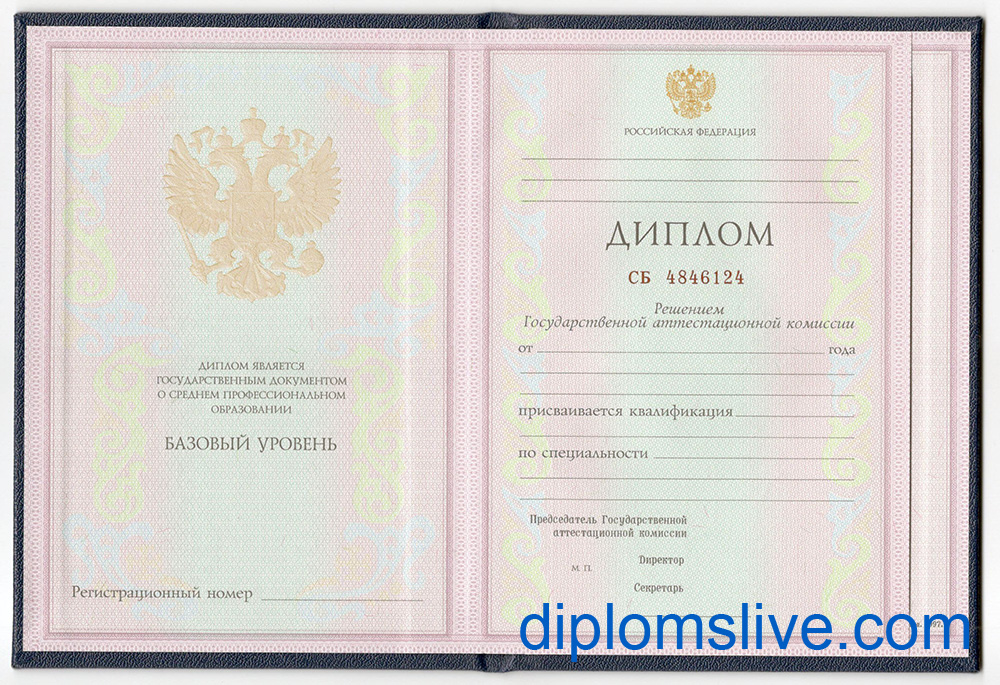 ДИПЛОМ ЯВЛЯЕТСЯ
ГОСУДАРСТВЕННЫМ ДОКУМЕНТОМ
О СРЕДНЕМ ПРОФЕССИОНАЛЬНОМ
ОБРАЗОВАНИИ
БАЗОВЫЙ УРОВЕНЬ
Регистрационный номер
РОССИЙСКАЯ ФЕДЕРАЦИЯ
ДИПЛОМ
СБ 4846124
Решением
Государственной аттестационной комиссии
от года
присваивается квалификация
по специальности
Председатель Государственной
аттестационной комиссии
Директор
М. П.
Секретарь
diplomslive.com